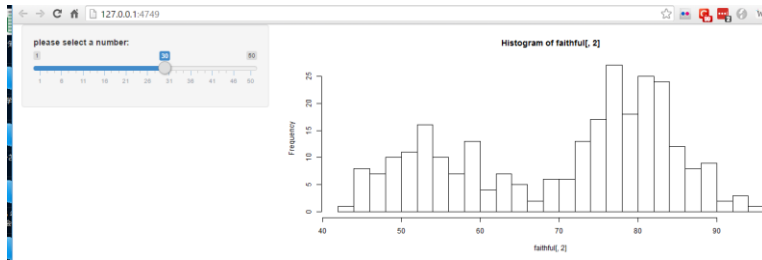 127.0.0.1:4749
please select a number:
1 30 50
1 6 11 16 21 26 31 36 41 46 50
Histogram of faithful[, 2]
Frequency
0 5 10 15 20 25
40 50 60 70 80 90
faithful[, 2]